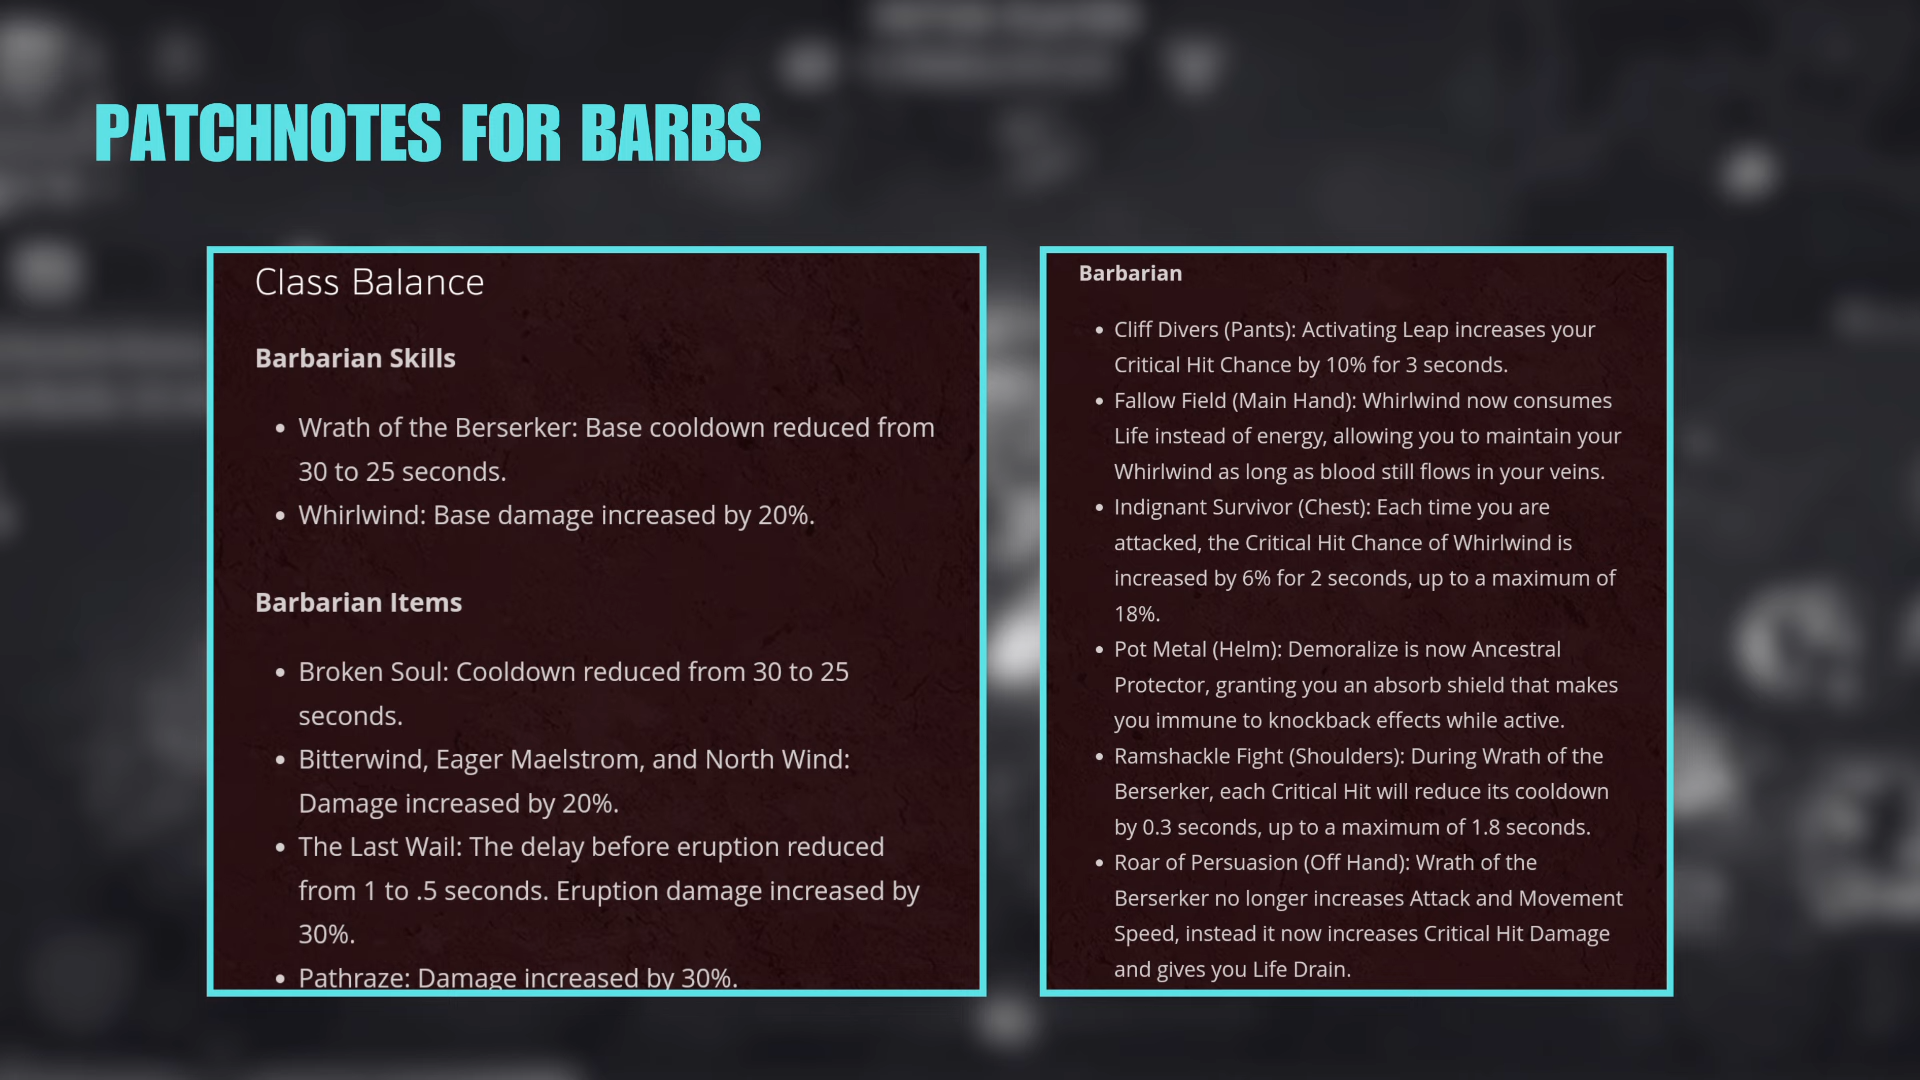 PATCHNOTES FOR BARBS
Class Balance
Barbarian Skills
• Wrath of the Berserker: Base cooldown reduced from
30 to 25 seconds.
• Whirlwind: Base damage increased by 20%.
Barbarian Items
• Broken Soul: Cooldown reduced from 30 to 25
seconds.
• Bitterwind, Eager Maelstrom, and North Wind:
Damage increased by 20%.
• The Last Wail: The delay before eruption reduced
from 1 to .5 seconds. Eruption damage increased by
30%.
• Pathraze: Damage increased by 30%.
Barbarian
• Cliff Divers (Pants): Activating Leap increases your
Critical Hit Chance by 10% for 3 seconds.
• Fallow Field (Main Hand): Whirlwind now consumes
Life instead of energy, allowing you to maintain your
Whirlwind as long as blood still flows in your veins.
• Indignant Survivor (Chest): Each time you are
attacked, the Critical Hit Chance of Whirlwind is
increased by 6% for 2 seconds, up to a maximum of
18%.
• Pot Metal (Helm): Demoralize is now Ancestral
Protector, granting you an absorb shield that makes
you immune to knockback effects while active.
• Ramshackle Fight (Shoulders): During Wrath of the
Berserker, each Critical Hit will reduce its cooldown
by 0.3 seconds, up to a maximum of 1.8 seconds.
• Roar of Persuasion (Off Hand): Wrath of the
Berserker no longer increases Attack and Movement
Speed, instead it now increases Critical Hit Damage
and gives you Life Drain.